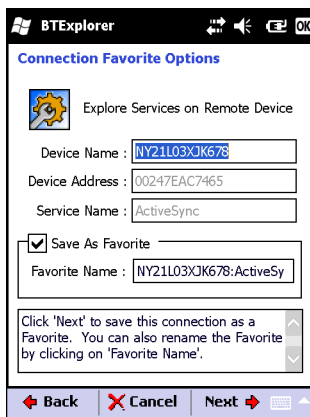 BTExplorer OK
Connection Favorite Options
Explore Services on Remote Device
Device Name : NY21L03XJK678
Device Address : 00247EAC7465
Service Name : ActiveSync
Save As Favorite
Favorite Name : NY21L03XJK678:ActiveSy
Click 'Next' to save this connection as a
Favorite. You can also rename the Favorite
by clicking on 'Favorite Name'.
Back Cancel Next